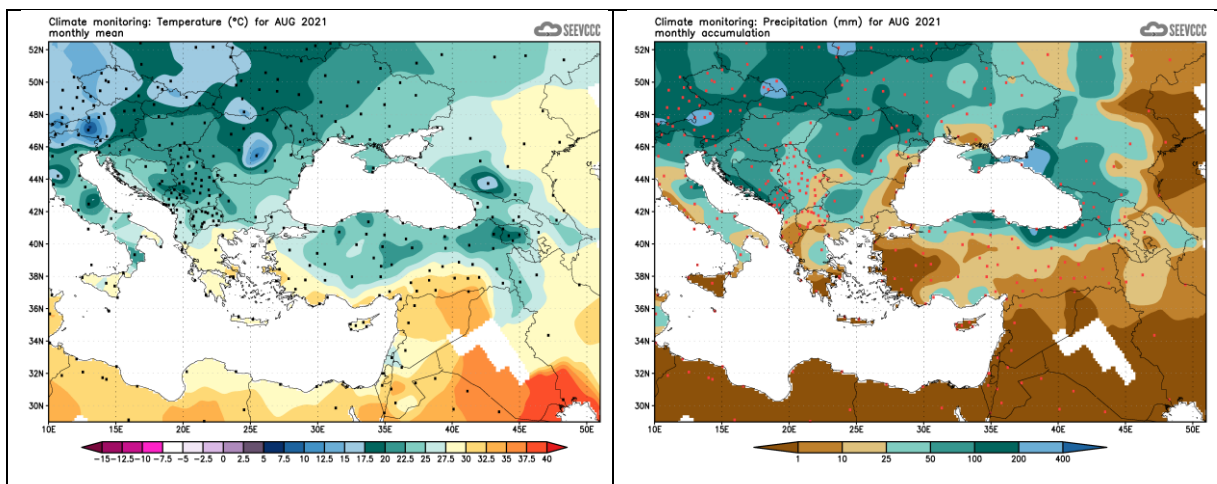 Climate monitoring: Temperature (°C) for AUG 2021
monthly mean
SEEVCCC
52N
50N
48N
46N
44N
42N
40N
38N
36N
34N
32N
30N
10E 15E 20E 25E 30E 35E 40E 45E 50E
-15 -12.5 -10 -7.5 -5 -2.5 0 2.5 5 7.5 10 12.5 15 17.5 20 22.5 25 27.5 30 32.5 35 37.5 40
Climate monitoring: Precipitation (mm) for AUG 2021
monthly accumulation
SEEVCCC
52N
50N
48N
46N
44N
42N
40N
38N
36N
34N
32N
30N
10E 15E 20E 25E 30E 35E 40E 45E 50E
1 10 25 50 100 200 400